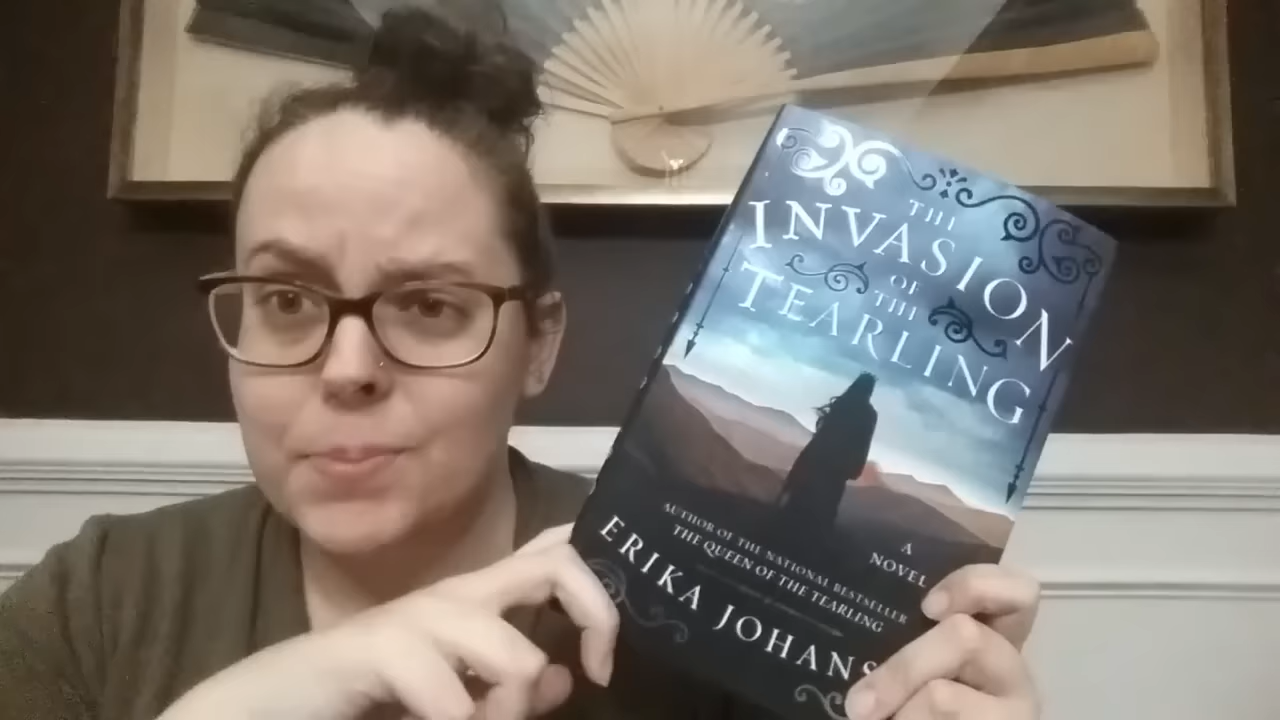 THE
INVASION
OF
THE
TEARLING
A
NOVEL
AUTHOR OF THE NATIONAL BESTSELLER
THE QUEEN OF THE TEARLING
ERIKA JOHANS